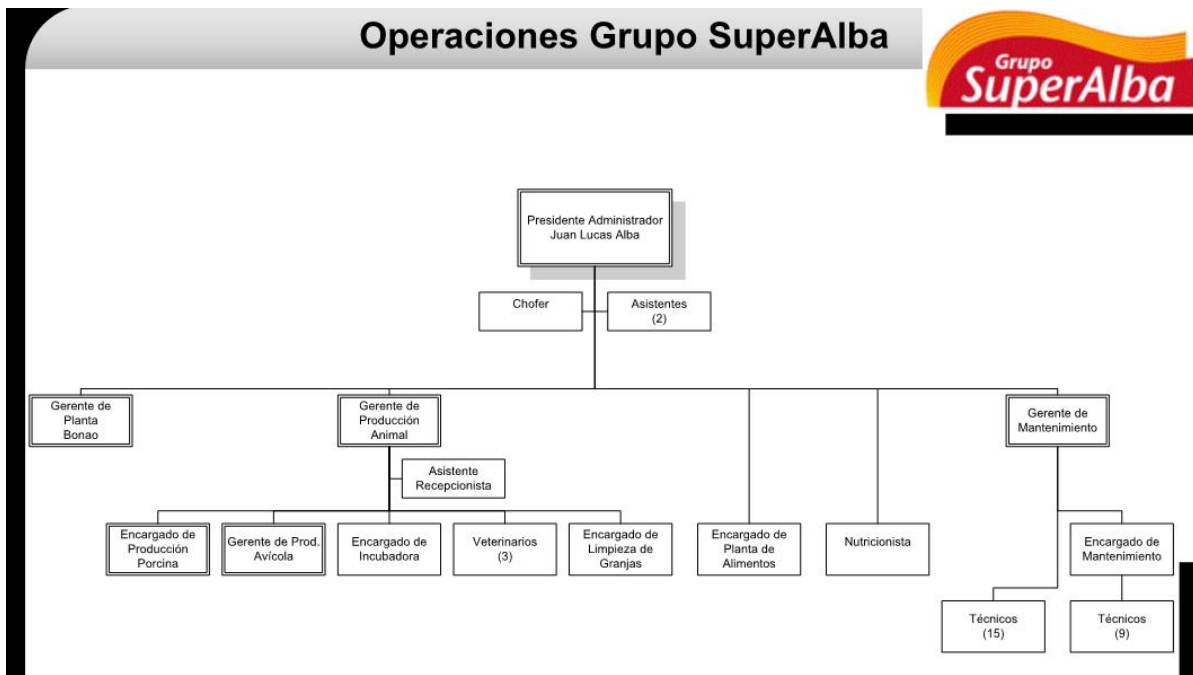 Operaciones Grupo SuperAlba
Grupo
SuperAlba
Presidente Administrador
Juan Lucas Alba
Chofer
Asistentes
(2)
Gerente de
Planta
Bonao
Gerente de
Producción
Animal
Gerente de
Mantenimiento
Asistente
Recepcionista
Encargado de
Producción
Porcina
Gerente de Prod.
Avícola
Encargado de
Incubadora
Veterinarios
(3)
Encargado de
Limpieza de
Granjas
Encargado de
Planta de
Alimentos
Nutricionista
Encargado de
Mantenimiento
Técnicos
(15)
Técnicos
(9)